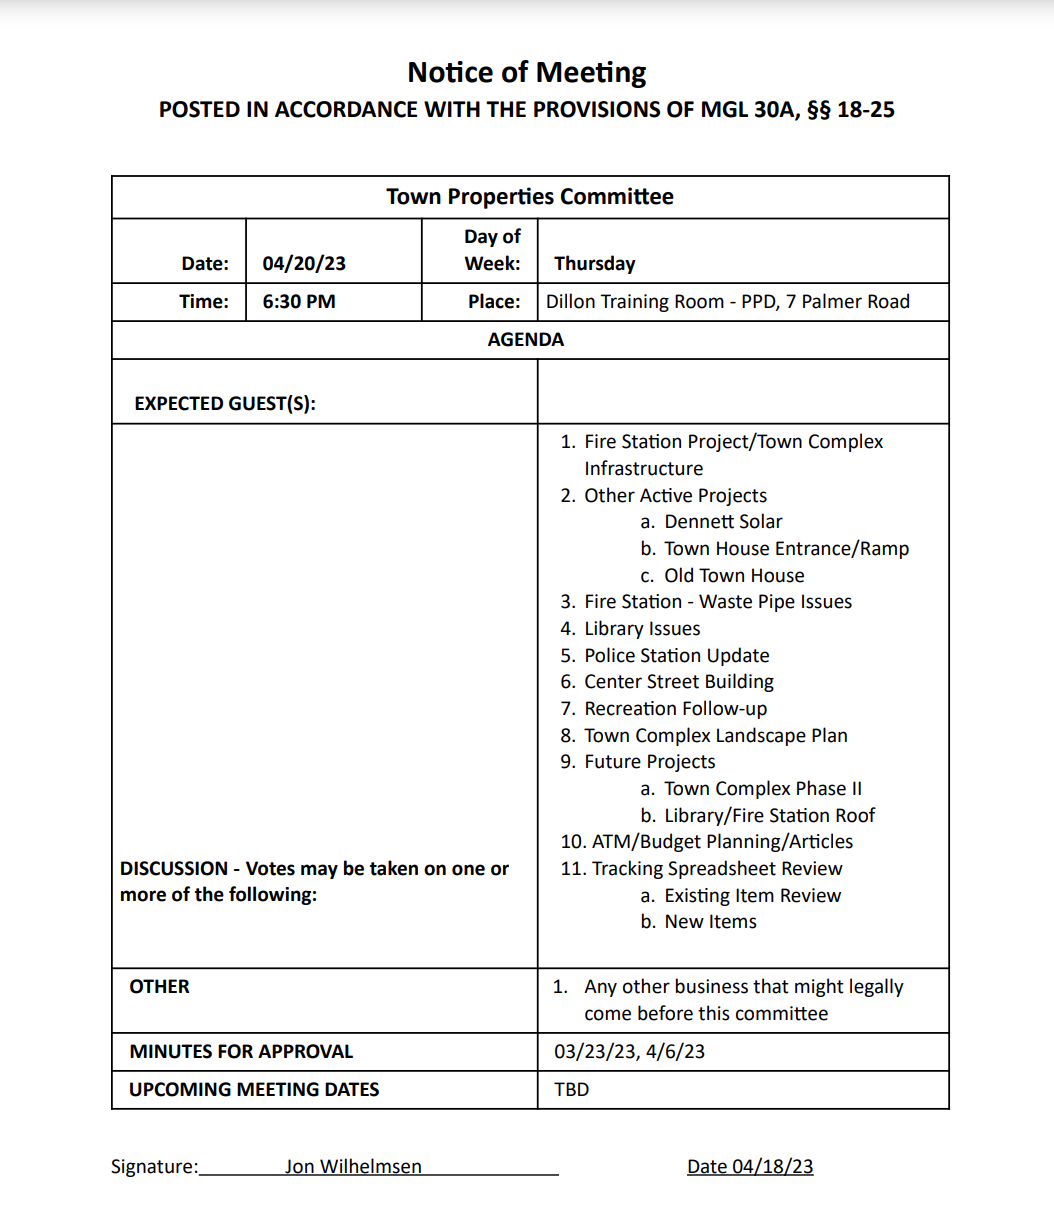 Notice of Meeting
POSTED IN ACCORDANCE WITH THE PROVISIONS OF MGL 30A, §§ 18-25
Town Properties Committee
Date: 04/20/23 Day of Week: Thursday
Time: 6:30 PM Place: Dillon Training Room - PPD, 7 Palmer Road
AGENDA
EXPECTED GUEST(S):
DISCUSSION - Votes may be taken on one or
more of the following:
1. Fire Station Project/Town Complex
Infrastructure
2. Other Active Projects
a. Dennett Solar
b. Town House Entrance/Ramp
c. Old Town House
3. Fire Station - Waste Pipe Issues
4. Library Issues
5. Police Station Update
6. Center Street Building
7. Recreation Follow-up
8. Town Complex Landscape Plan
9. Future Projects
a. Town Complex Phase II
b. Library/Fire Station Roof
10. ATM/Budget Planning/Articles
11. Tracking Spreadsheet Review
a. Existing Item Review
b. New Items
OTHER
1. Any other business that might legally
come before this committee
MINUTES FOR APPROVAL 03/23/23, 4/6/23
UPCOMING MEETING DATES TBD
Signature: Jon Wilhelmsen Date 04/18/23